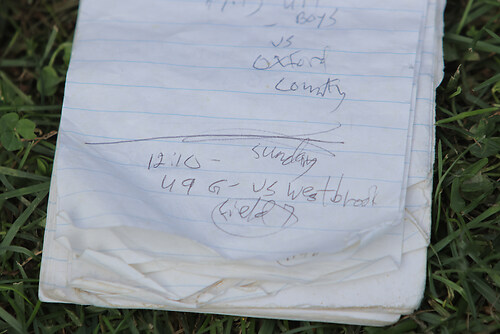 - Boys
vs
Oxford
County
Sunday
12:10-
U9 G- vs Westbrook
field 7